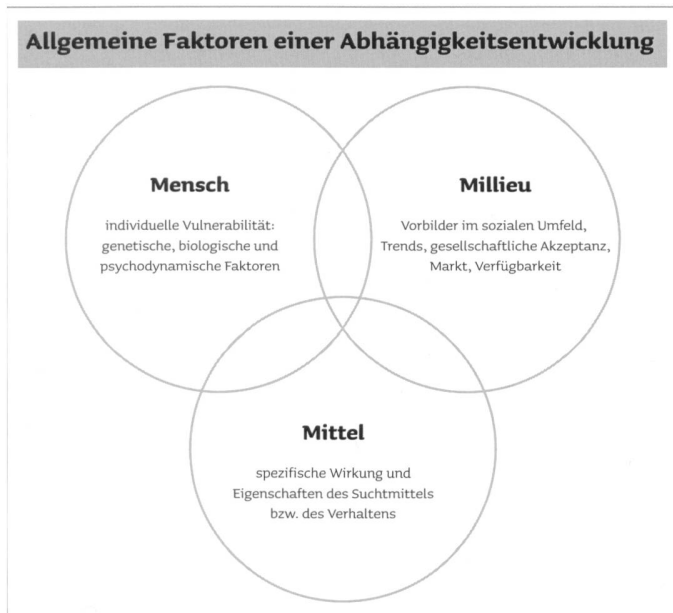 Allgemeine Faktoren einer Abhängigkeitsentwicklung
Mensch
individuelle Vulnerabilität:
genetische, biologische und
psychodynamische Faktoren
Millieu
Vorbilder im sozialen Umfeld,
Trends, gesellschaftliche Akzeptanz,
Markt, Verfügbarkeit
Mittel
spezifische Wirkung und
Eigenschaften des Suchtmittels
bzw. des Verhaltens